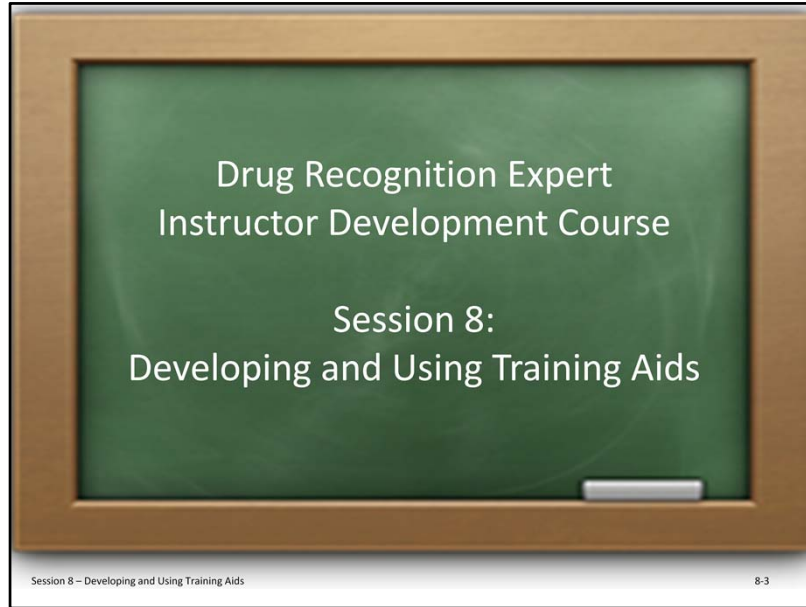 Drug Recognition Expert
Instructor Development Course
Session 8:
Developing and Using Training Aids
Session 8 – Developing and Using Training Aids
8-3